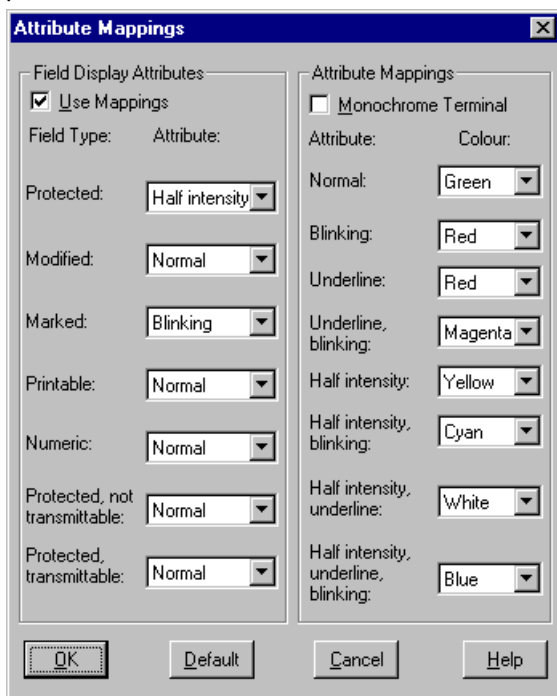 Attribute Mappings
Field Display Attributes
Use Mappings
Field Type: Attribute:
Protected: Half intensity
Modified: Normal
Marked: Blinking
Printable: Normal
Numeric: Normal
Protected, not
transmittable: Normal
Protected,
transmittable: Normal
Attribute Mappings
Monochrome Terminal
Attribute: Colour:
Normal: Green
Blinking: Red
Underline: Red
Underline,
blinking: Magenta
Half intensity: Yellow
Half intensity,
blinking: Cyan
Half intensity,
underline: White
Half intensity,
underline,
blinking: Blue
OK Default Cancel Help